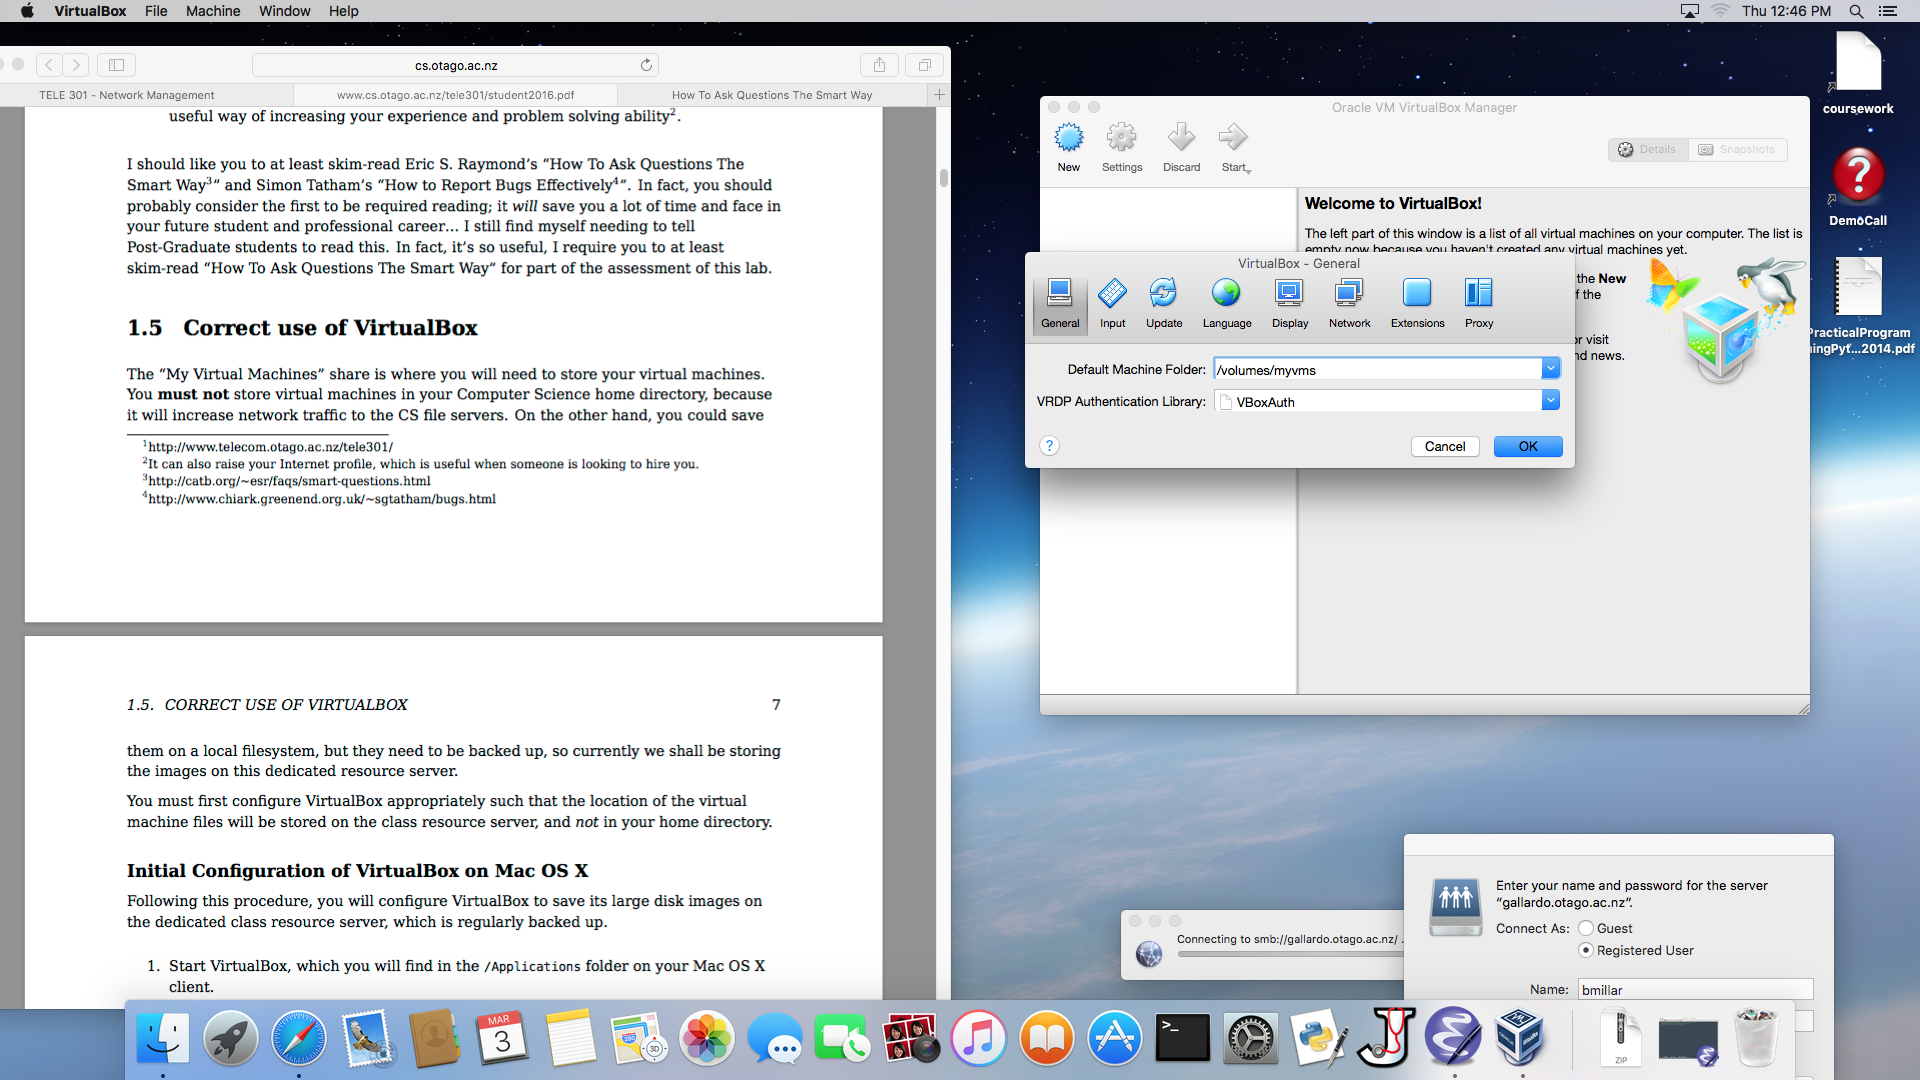 VirtualBox File Machine Window Help
Thu 12:46 PM
cs.otago.ac.nz
TELE 301 - Network Management
www.cs.otago.ac.nz/tele301/student2016.pdf
How To Ask Questions The Smart Way
useful way of increasing your experience and problem solving ability2.
I should like you to at least skim-read Eric S. Raymond's “How To Ask Questions The
Smart Way3” and Simon Tatham's “How to Report Bugs Effectively4”. In fact, you should
probably consider the first to be required reading; it will save you a lot of time and face in
your future student and professional career... I still find myself needing to tell
Post-Graduate students to read this. In fact, it's so useful, I require you to at least
skim-read “How To Ask Questions The Smart Way” for part of the assessment of this lab.
1.5 Correct use of VirtualBox
The “My Virtual Machines” share is where you will need to store your virtual machines.
You must not store virtual machines in your Computer Science home directory, because
it will increase network traffic to the CS file servers. On the other hand, you could save
1http://www.telecom.otago.ac.nz/tele301/
2It can also raise your Internet profile, which is useful when someone is looking to hire you.
3http://catb.org/~esr/faqs/smart-questions.html
4http://www.chiark.greenend.org.uk/~sgtatham/bugs.html
1.5. CORRECT USE OF VIRTUALBOX 7
them on a local filesystem, but they need to be backed up, so currently we shall be storing
the images on this dedicated resource server.
You must first configure VirtualBox appropriately such that the location of the virtual
machine files will be stored on the class resource server, and not in your home directory.
Initial Configuration of VirtualBox on Mac OS X
Following this procedure, you will configure VirtualBox to save its large disk images on
the dedicated class resource server, which is regularly backed up.
1. Start VirtualBox, which you will find in the /Applications folder on your Mac OS X
client.
Oracle VM VirtualBox Manager
New Settings Discard Start
Details Snapshots
Welcome to VirtualBox!
The left part of this window is a list of all virtual machines on your computer. The list is
empty now because you haven't created any virtual machines yet.
the New
f the
or visit
nd news.
VirtualBox - General
General Input Update Language Display Network Extensions Proxy
Default Machine Folder: /volumes/myvms
VRDP Authentication Library: VBoxAuth
?
Cancel OK
coursework
?
DemoCall
PracticalProgram
ingPyt...2014.pdf
Connecting to smb://gallardo.otago.ac.nz/ .
Enter your name and password for the server
“gallardo.otago.ac.nz”.
Connect As: Guest
Registered User
Name: bmillar
MAR
3
280
3D
>_
ZIP